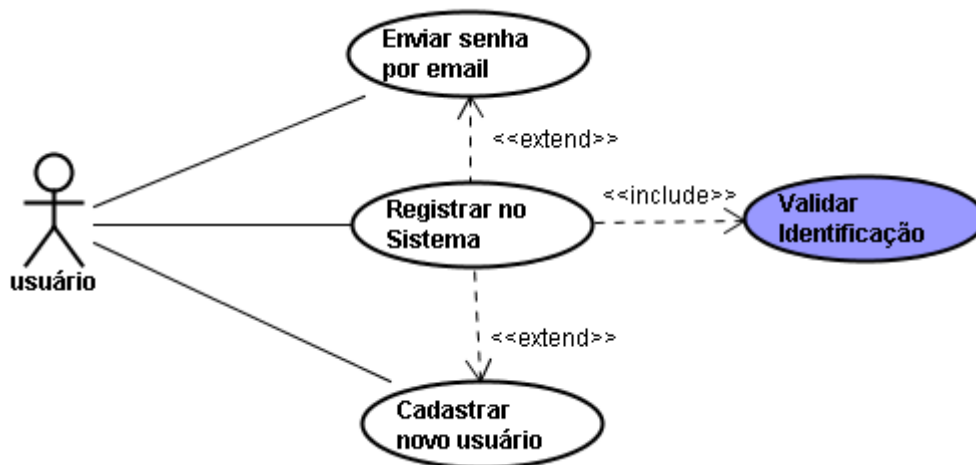 Enviar senha
por email
<<extend>>
<<include>>
Registrar no
Sistema
Validar
Identificação
usuário
<<extend>>
Cadastrar
novo usuário